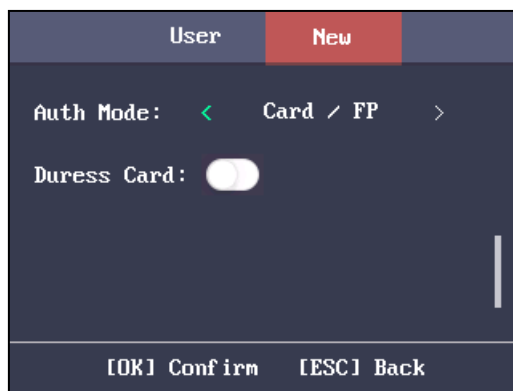 User New
Auth Mode: < Card / FP >
Duress Card:
[OK] Confirm [ESC] Back